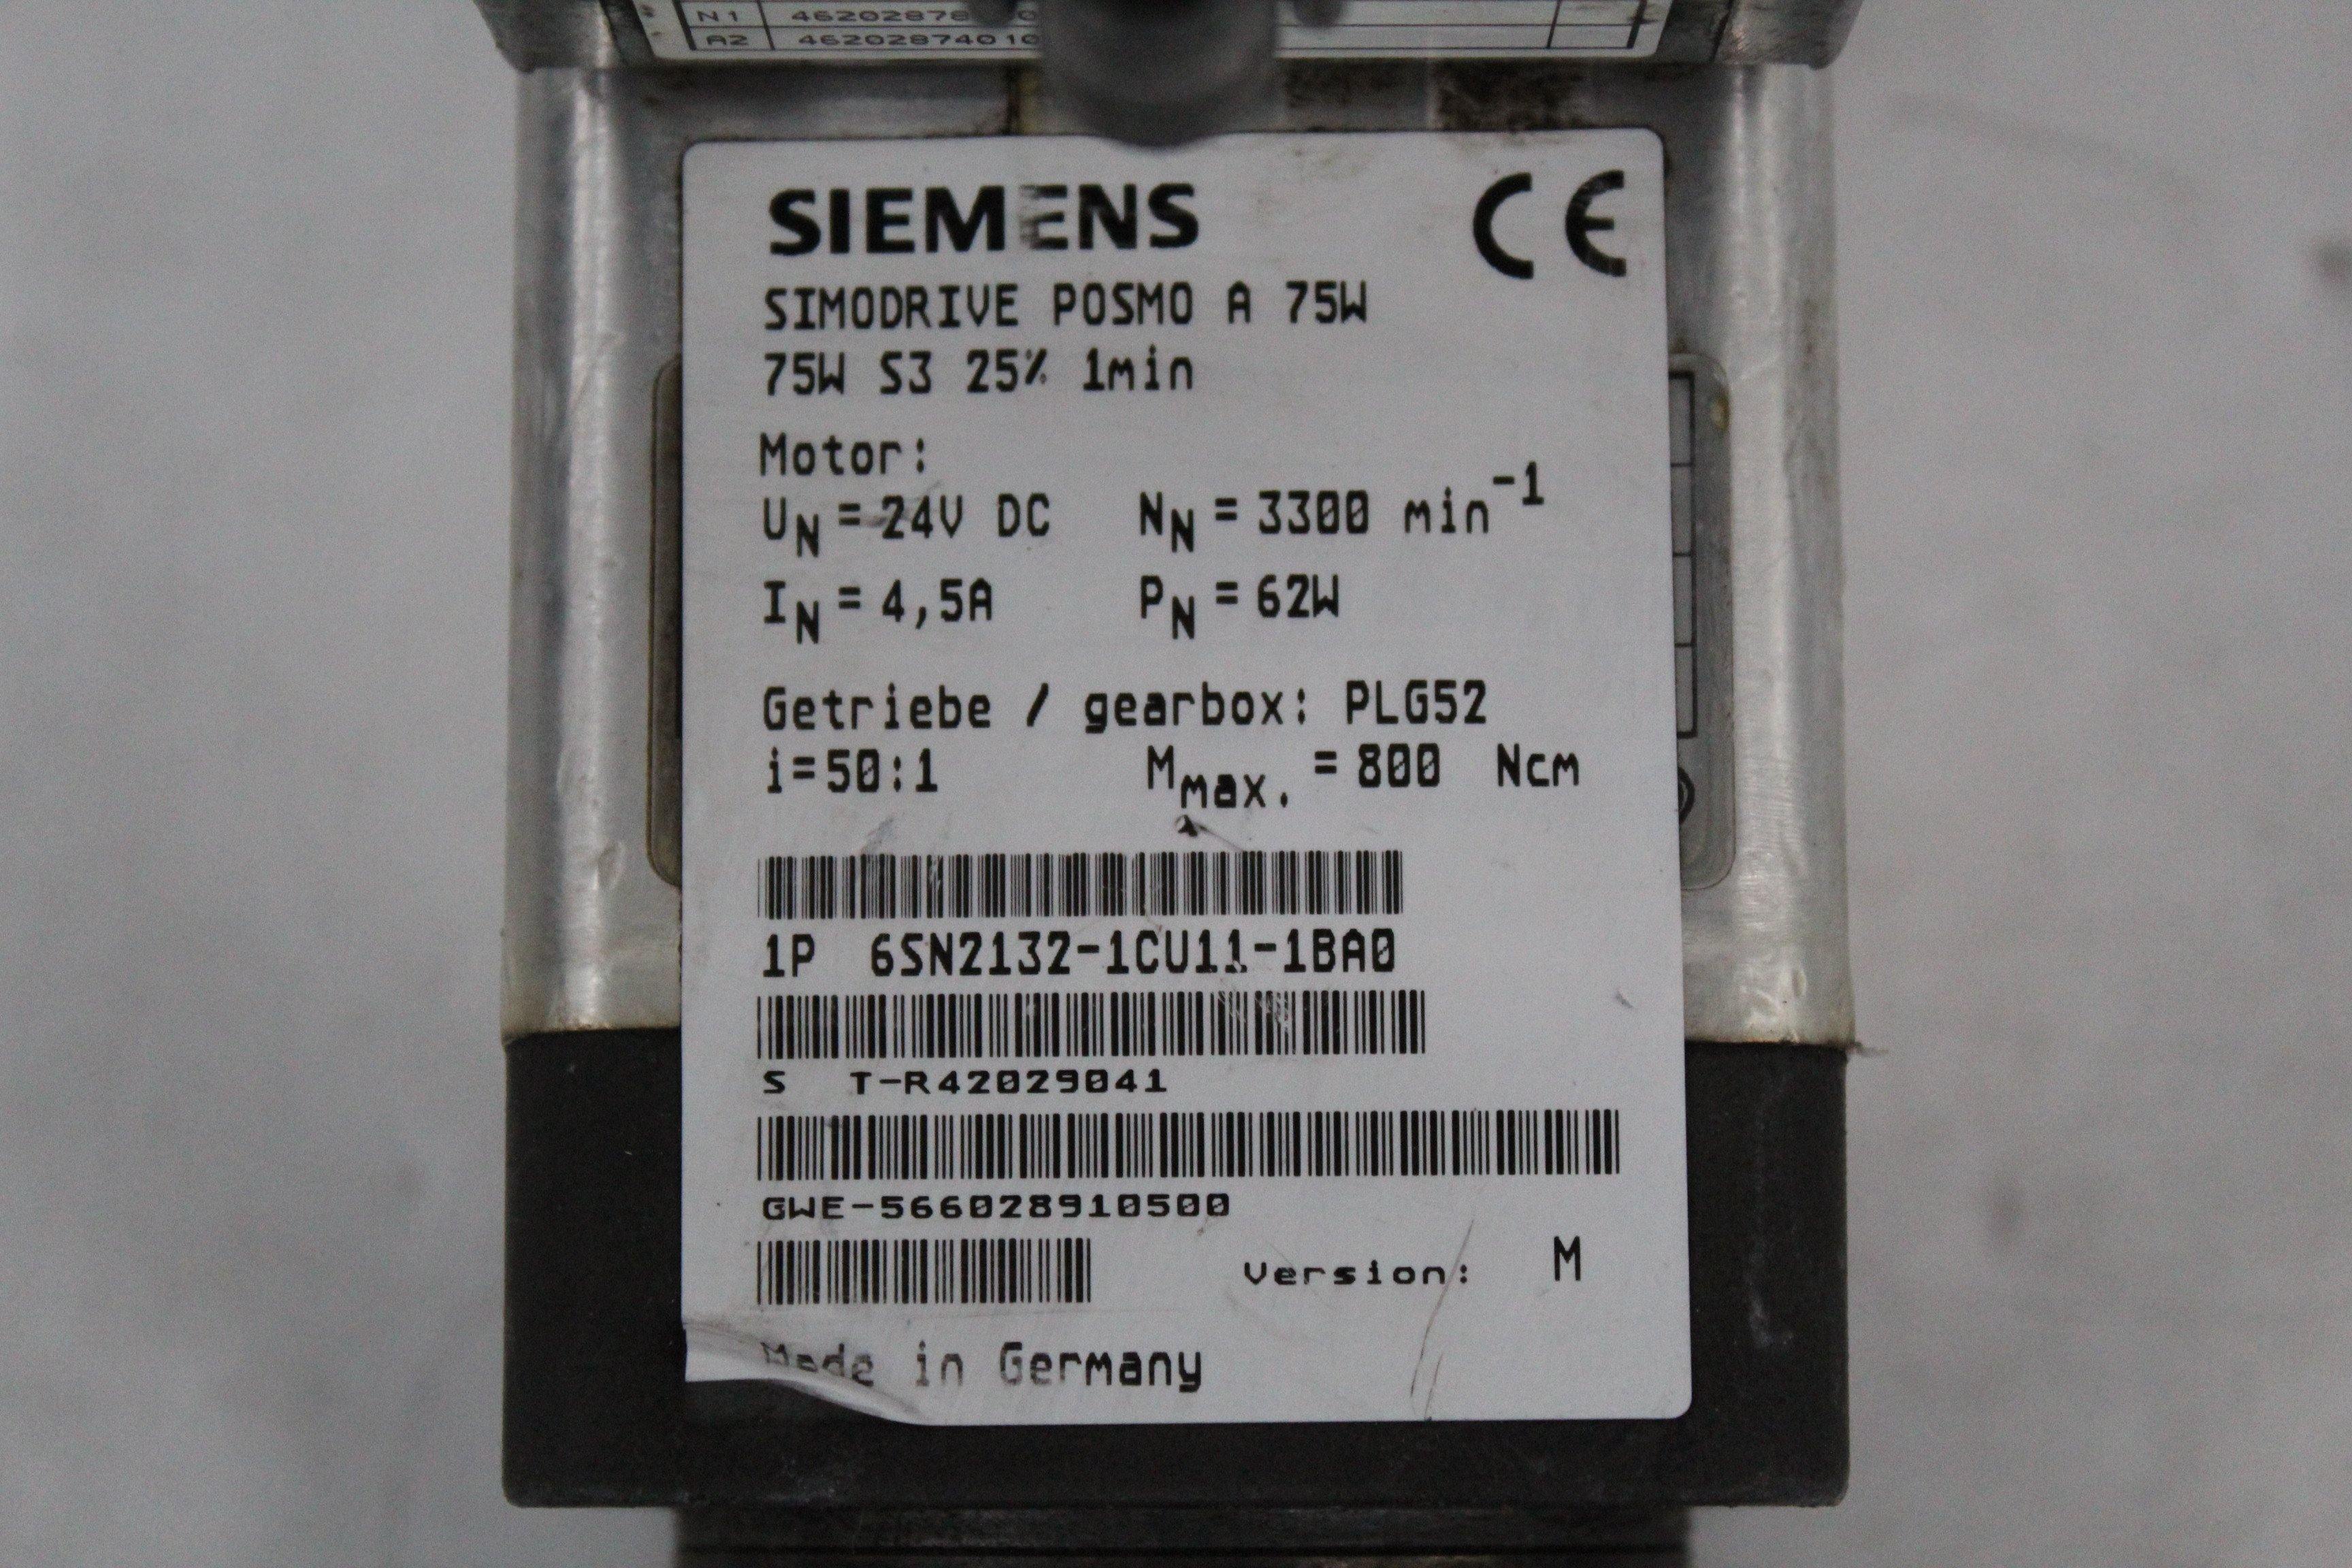 N1
A2 46202874010
SIEMENS CE
SIMODRIVE POSMO A 75W
75W S3 25% 1min
Motor:
UN = 24V DC NN = 3300 min⁻¹
IN = 4,5A PN = 62W
Getriebe / gearbox: PLG52
i=50:1 Mmax. = 800 Ncm
1P 6SN2132-1CU11-1BA0
S T-R42029041
GWE-566028910500
Version: M
Made in Germany